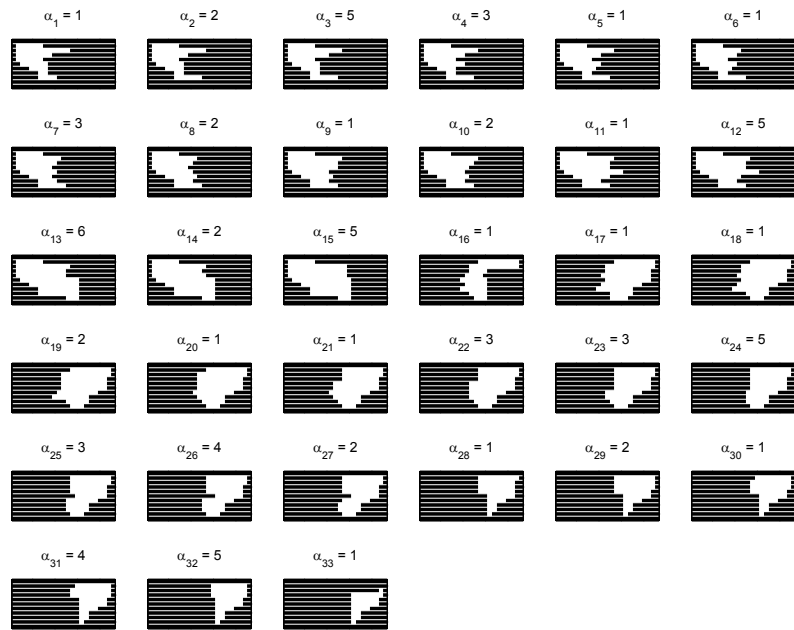 α1 = 1 α2 = 2 α3 = 5 α4 = 3 α5 = 1 α6 = 1
α7 = 3 α8 = 2 α9 = 1 α10 = 2 α11 = 1 α12 = 5
α13 = 6 α14 = 2 α15 = 5 α16 = 1 α17 = 1 α18 = 1
α19 = 2 α20 = 1 α21 = 1 α22 = 3 α23 = 3 α24 = 5
α25 = 3 α26 = 4 α27 = 2 α28 = 1 α29 = 2 α30 = 1
α31 = 4 α32 = 5 α33 = 1